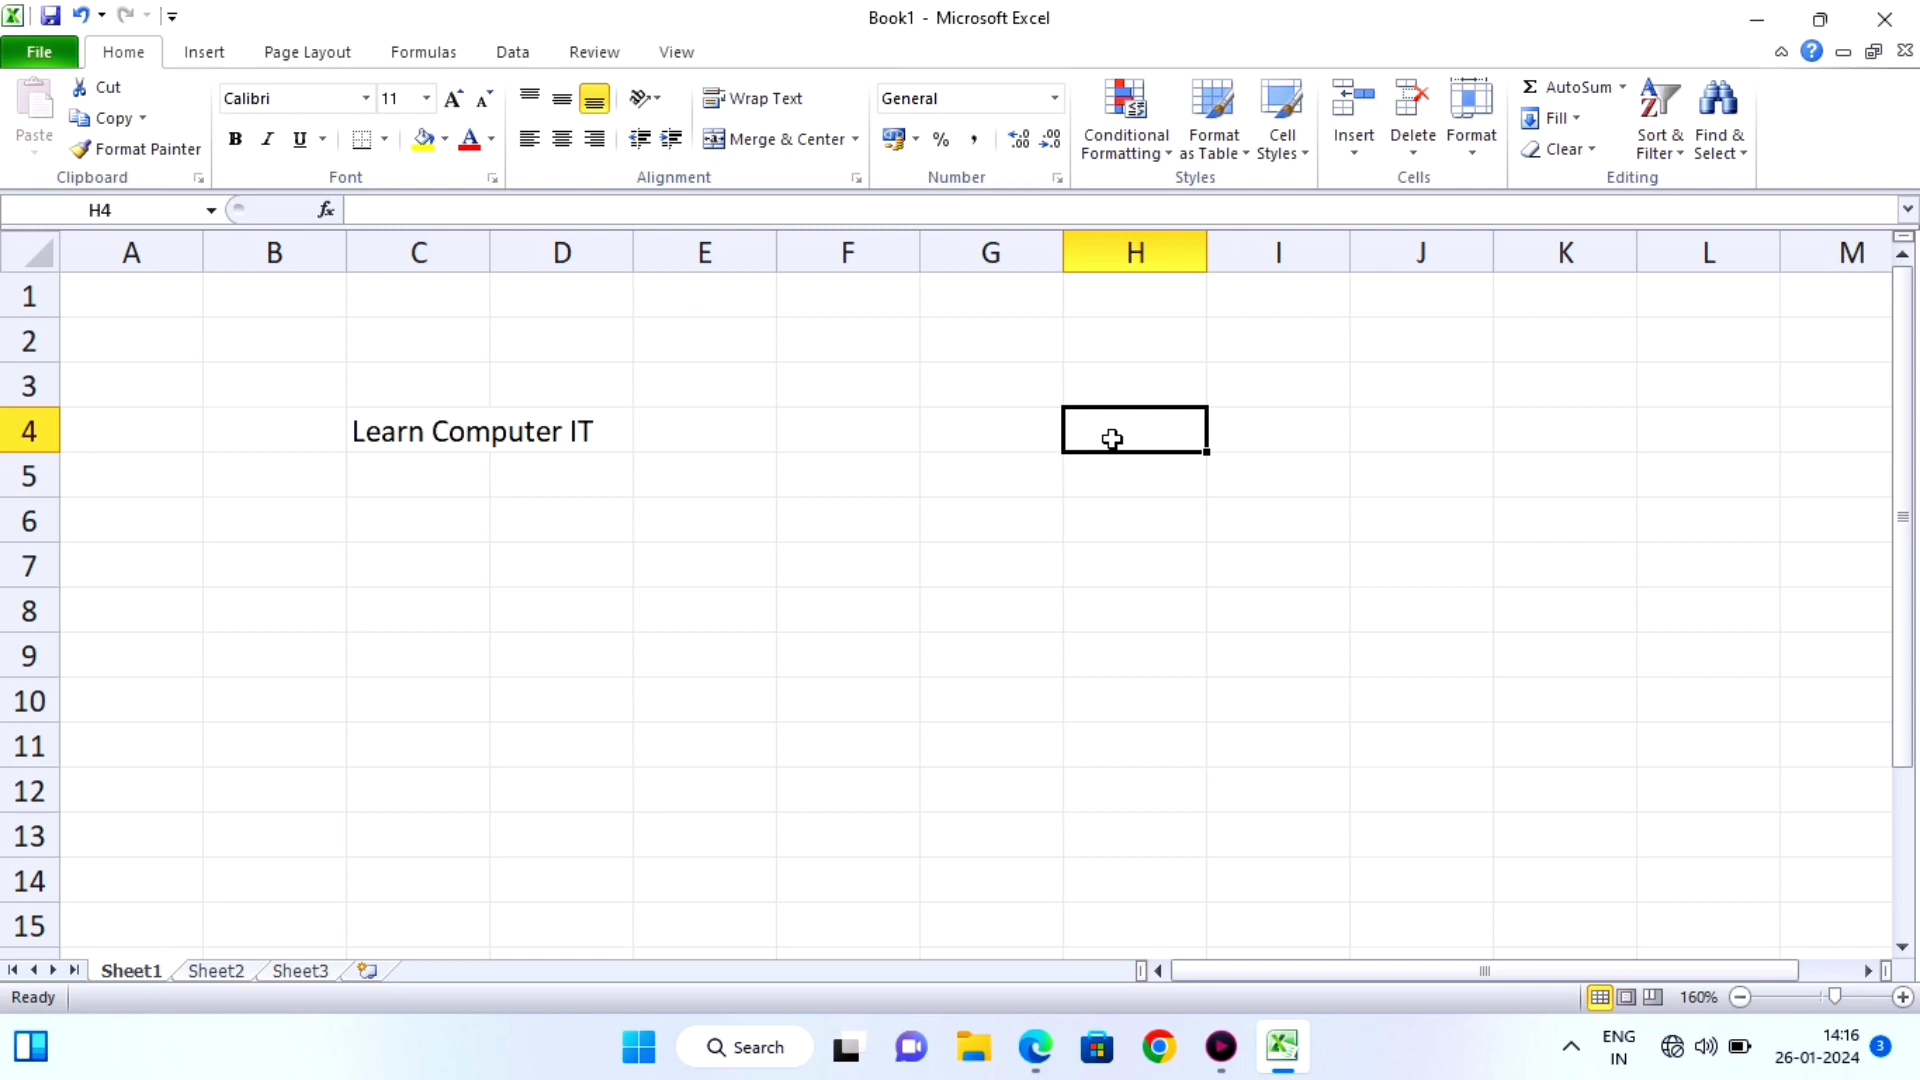 Book1 - Microsoft Excel
File Home Insert Page Layout Formulas Data Review View
Paste
Cut
Copy
Format Painter
Clipboard
Calibri 11
B I U
Font
Wrap Text
Merge & Center
Alignment
General
%
Number
Conditional Formatting
Format as Table
Cell Styles
Styles
Insert Delete Format
Cells
Σ AutoSum
Fill
Clear
Sort & Filter
Find & Select
Editing
H4 fx
A B C D E F G H I J K L M
1
2
3
4 Learn Computer IT
5
6
7
8
9
10
11
12
13
14
15
Sheet1 Sheet2 Sheet3
Ready 160%
Search
ENG
IN
14:16
26-01-2024
3